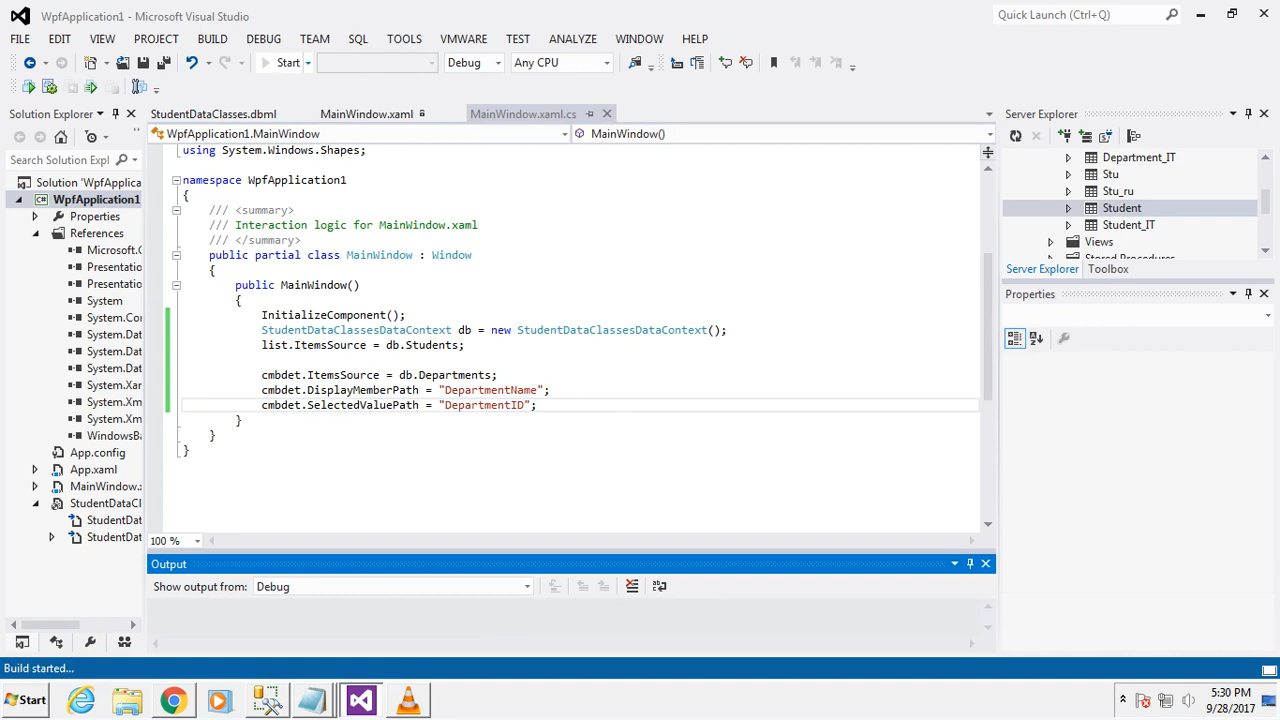 WpfApplication1 - Microsoft Visual Studio
Quick Launch (Ctrl+Q)
FILE EDIT VIEW PROJECT BUILD DEBUG TEAM SQL TOOLS VMWARE TEST ANALYZE WINDOW HELP
Start Debug Any CPU
Solution Explorer
Search Solution Expl
Solution 'WpfApplica
WpfApplication1
Properties
References
Microsoft.C
Presentatio
Presentatio
System
System.Cor
System.Dat
System.Dat
System.Xar
System.Xm
System.Xm
WindowsBa
App.config
App.xaml
MainWindow.x
StudentDataCl
StudentDat
StudentDat
StudentDataClasses.dbml MainWindow.xaml MainWindow.xaml.cs
WpfApplication1.MainWindow MainWindow()
using System.Windows.Shapes;
namespace WpfApplication1
{
/// <summary>
/// Interaction logic for MainWindow.xaml
/// </summary>
public partial class MainWindow : Window
{
public MainWindow()
{
InitializeComponent();
StudentDataClassesDataContext db = new StudentDataClassesDataContext();
list.ItemsSource = db.Students;
cmbdet.ItemsSource = db.Departments;
cmbdet.DisplayMemberPath = "DepartmentName";
cmbdet.SelectedValuePath = "DepartmentID";
}
}
}
100 %
Output
Show output from: Debug
Server Explorer
Department_IT
Stu
Stu_ru
Student
Student_IT
Views
Stored Procedures
Server Explorer Toolbox
Properties
Build started...
Start
5:30 PM
9/28/2017